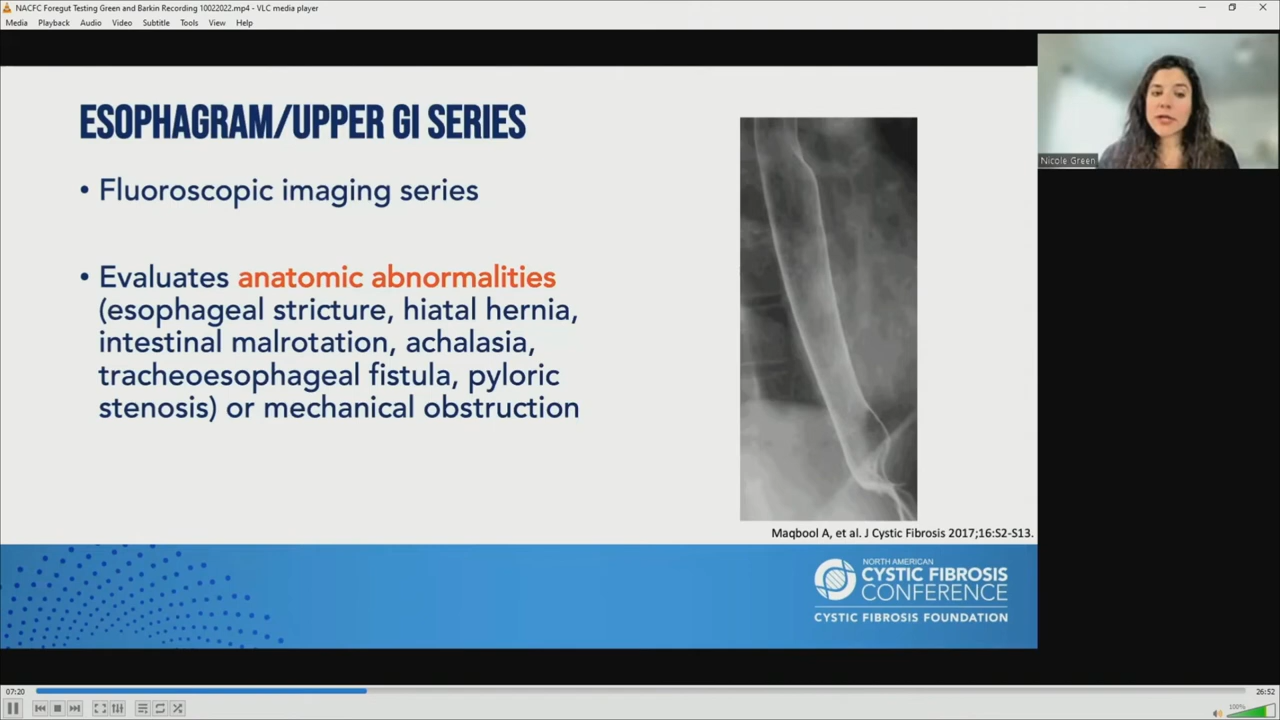 NACFC Foregut Testing Green and Barkin Recording 10022022.mp4 - VLC media player
Media Playback Audio Video Subtitle Tools View Help
ESOPHAGRAM/UPPER GI SERIES
• Fluoroscopic imaging series
• Evaluates anatomic abnormalities
(esophageal stricture, hiatal hernia,
intestinal malrotation, achalasia,
tracheoesophageal fistula, pyloric
stenosis) or mechanical obstruction
Maqbool A, et al. J Cystic Fibrosis 2017;16:S2-S13.
NORTH AMERICAN
CYSTIC FIBROSIS
CONFERENCE
CYSTIC FIBROSIS FOUNDATION
Nicole Green
07:20
26:52
100%